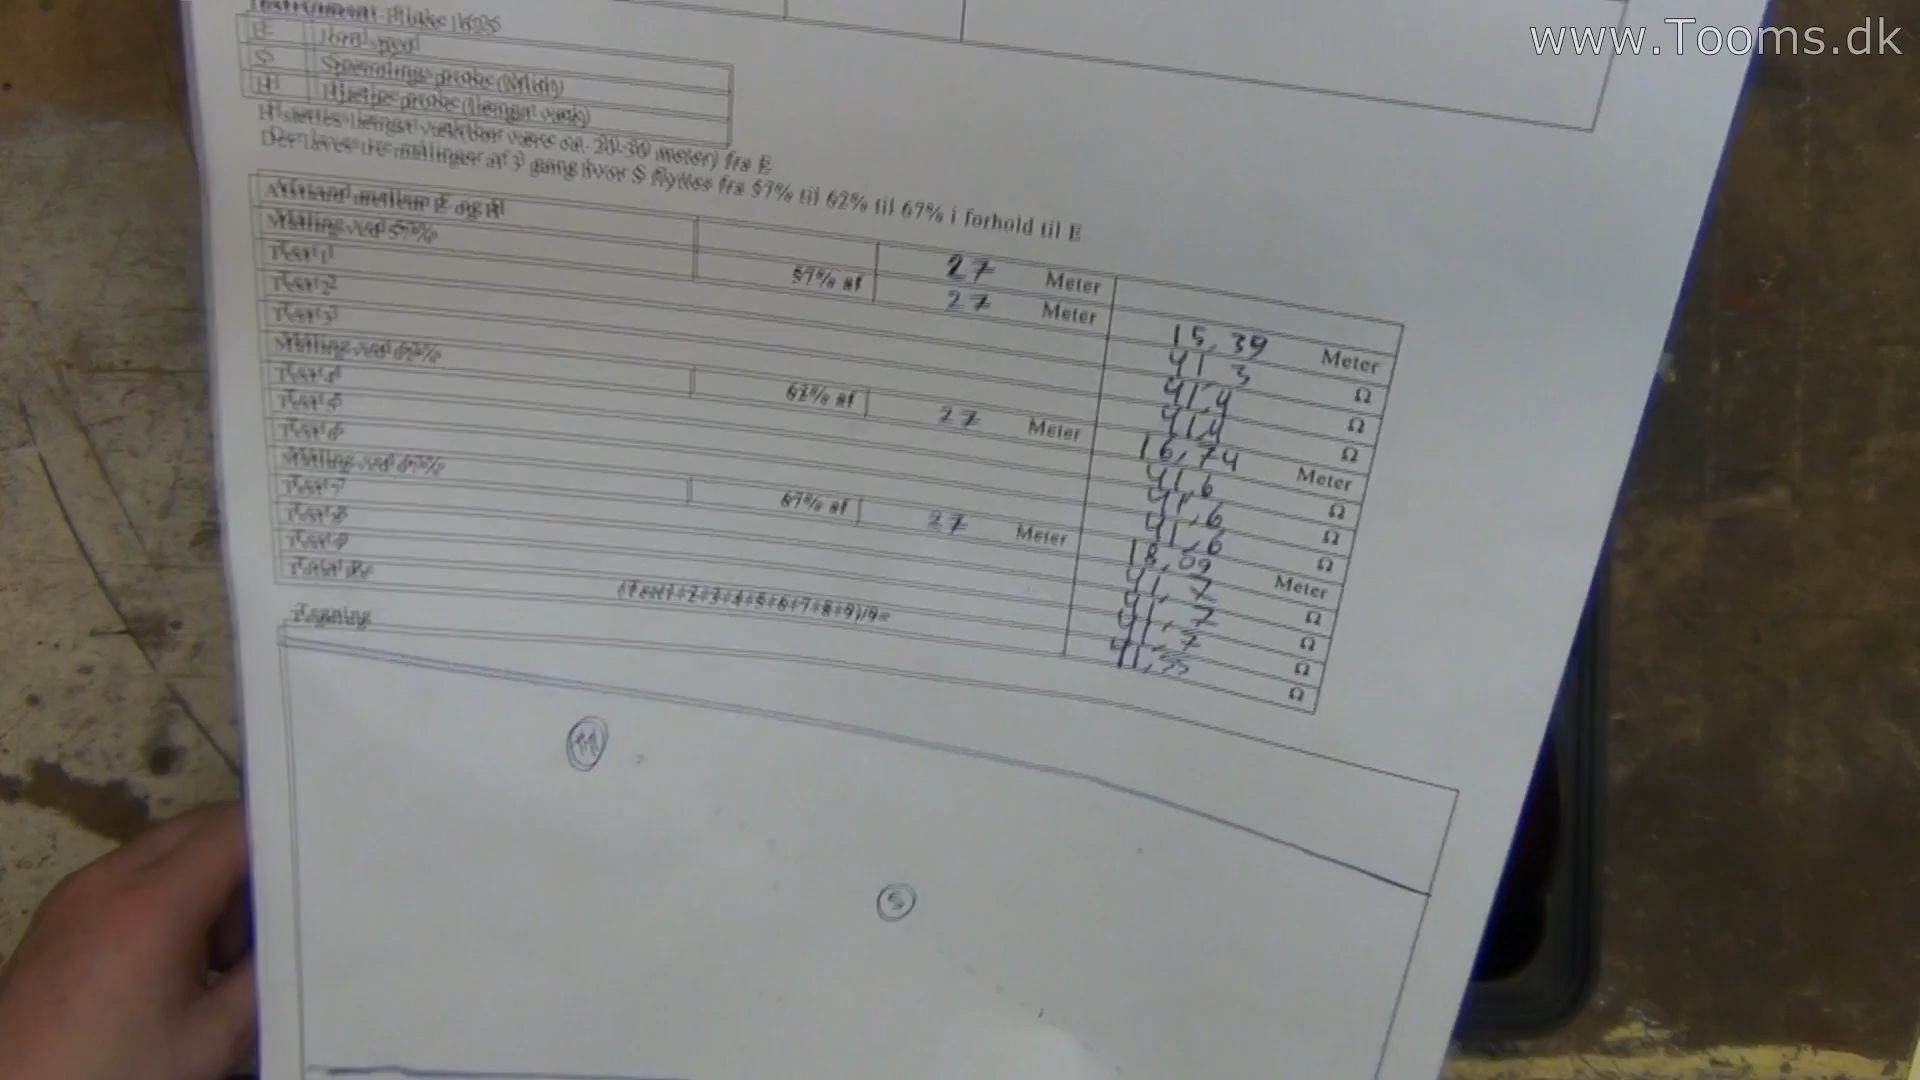 www.Tooms.dk
Instrument Fluke 1625
E Jord spyd
S Spændings probe (Midt)
H Hjælpe probe (Længst væk)
H sættes længst væk (bør være ca. 20-30 meter) fra E
Der laves tre målinger af 3 gang hvor S flyttes fra 57% til 62% til 67% i forhold til E
Afstand mellem E og H 27 Meter
Måling ved 57% 57% af 27 Meter 15,39 Meter
Test 1 41,3 Ω
Test 2 41,4 Ω
Test 3 41,4 Ω
Måling ved 62% 62% af 27 Meter 16,74 Meter
Test 4 41,6 Ω
Test 5 41,6 Ω
Test 6 41,6 Ω
Måling ved 67% 67% af 27 Meter 18,09 Meter
Test 7 41,7 Ω
Test 8 41,7 Ω
Test 9 41,7 Ω
Total Re (Test1+2+3+4+5+6+7+8+9)/9= 41,55 Ω
Tegning
H
S